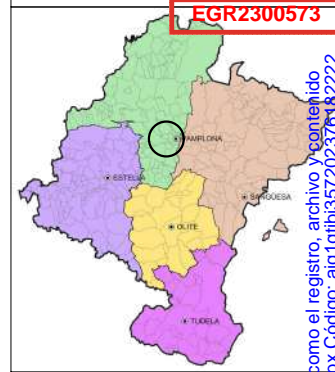 EGR2300573
PAMPLONA
ESTELLA
SANGÜESA
OLITE
TUDELA
como el registro, archivo y contenido